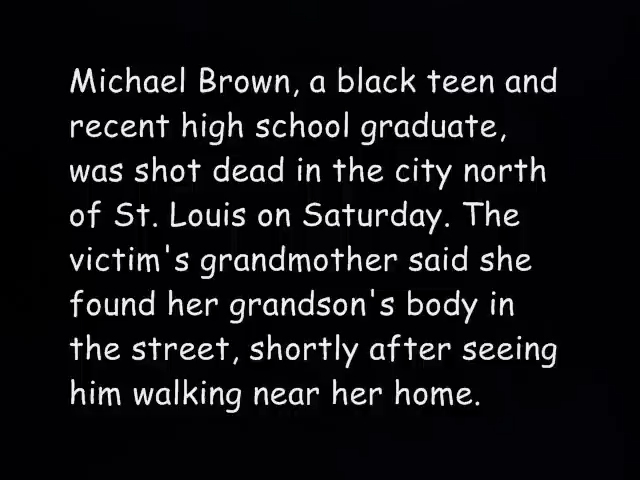 Michael Brown, a black teen and
recent high school graduate,
was shot dead in the city north
of St. Louis on Saturday. The
victim's grandmother said she
found her grandson's body in
the street, shortly after seeing
him walking near her home.